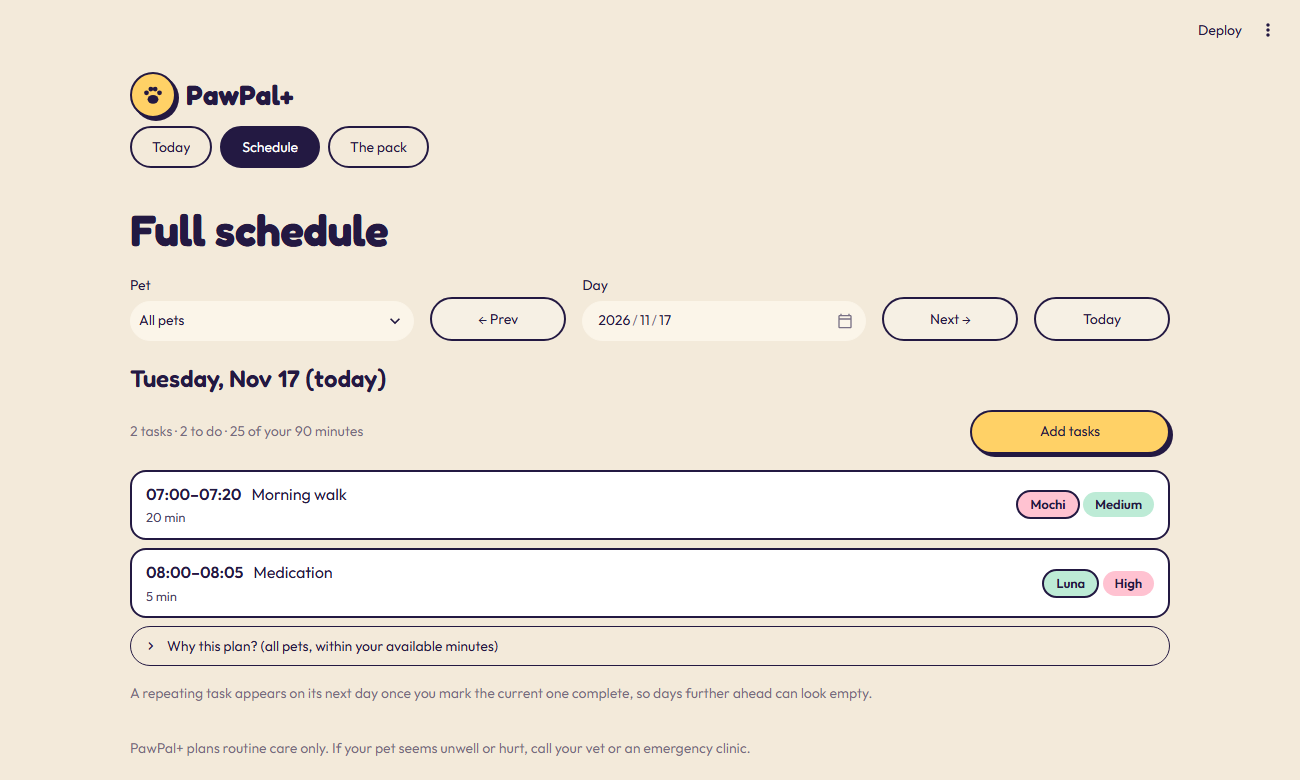 Deploy
PawPal+
Today Schedule The pack
Full schedule
Pet Day
All pets ← Prev 2026/11/17 Next → Today
Tuesday, Nov 17 (today)
2 tasks · 2 to do · 25 of your 90 minutes Add tasks
07:00–07:20 Morning walk
20 min
Mochi Medium
08:00–08:05 Medication
5 min
Luna High
Why this plan? (all pets, within your available minutes)
A repeating task appears on its next day once you mark the current one complete, so days further ahead can look empty.
PawPal+ plans routine care only. If your pet seems unwell or hurt, call your vet or an emergency clinic.